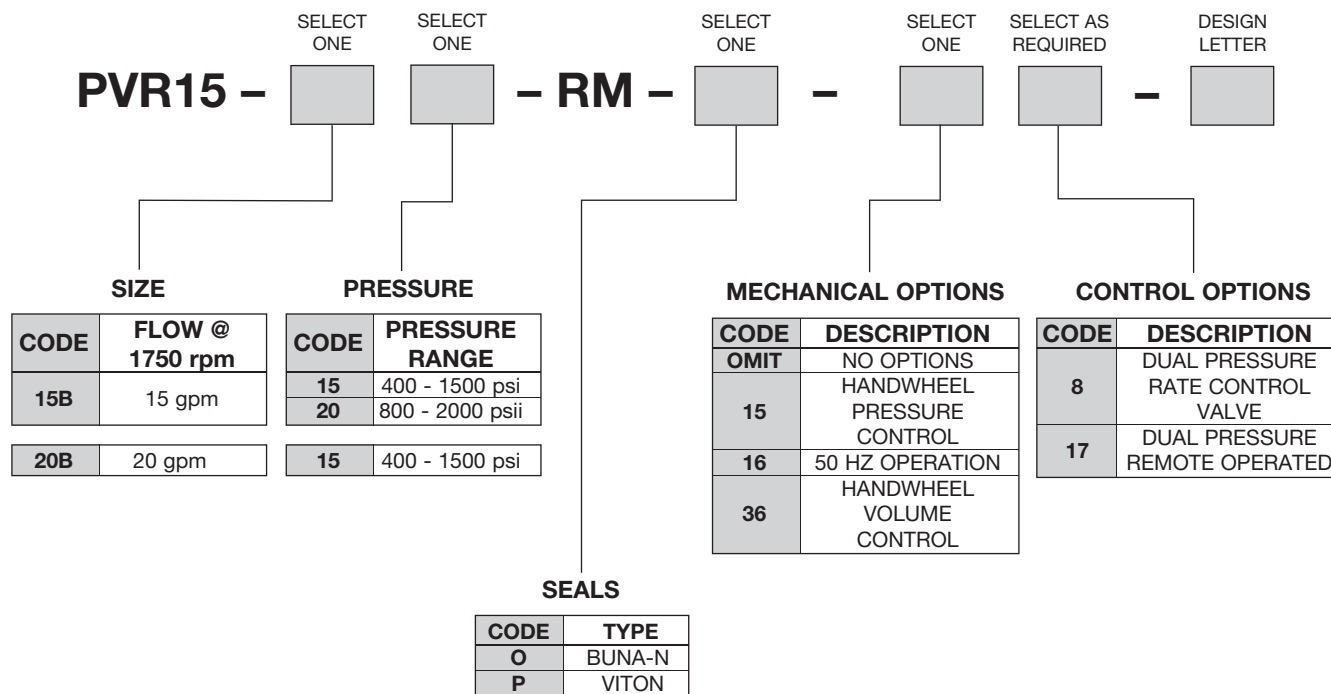 SELECT ONE
SELECT ONE
SELECT ONE
SELECT ONE
SELECT AS REQUIRED
DESIGN LETTER
PVR15 – – RM – – –
SIZE
CODE FLOW @ 1750 rpm
15B 15 gpm
20B 20 gpm
PRESSURE
CODE PRESSURE RANGE
15 400 - 1500 psi
20 800 - 2000 psii
15 400 - 1500 psi
MECHANICAL OPTIONS
CODE DESCRIPTION
OMIT NO OPTIONS
15 HANDWHEEL PRESSURE CONTROL
16 50 HZ OPERATION
36 HANDWHEEL VOLUME CONTROL
CONTROL OPTIONS
CODE DESCRIPTION
8 DUAL PRESSURE RATE CONTROL VALVE
17 DUAL PRESSURE REMOTE OPERATED
SEALS
CODE TYPE
O BUNA-N
P VITON